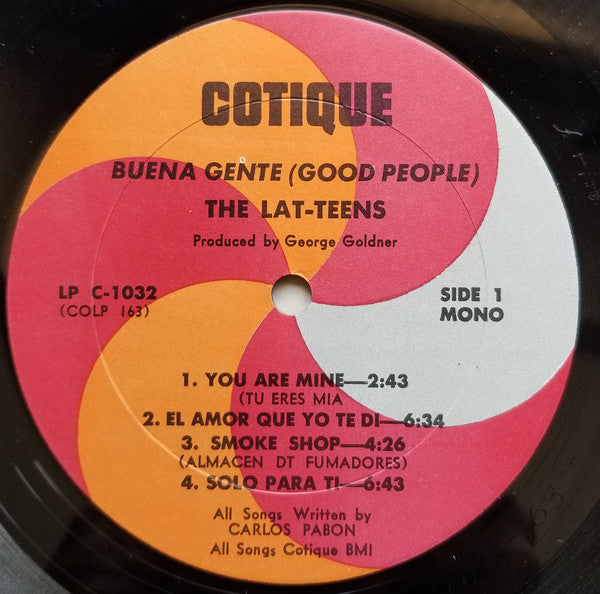 COTIQUE
BUENA GENTE (GOOD PEOPLE)
THE LAT-TEENS
Produced by George Goldner
LP C-1032
(COLP 163)
SIDE 1
MONO
1. YOU ARE MINE—2:43
(TU ERES MIA
2. EL AMOR QUE YO TE DI—6:34
3. SMOKE SHOP—4:26
(ALMACEN DT FUMADORES)
4. SOLO PARA TI—6:43
All Songs Written by
CARLOS PABON
All Songs Cotique BMI